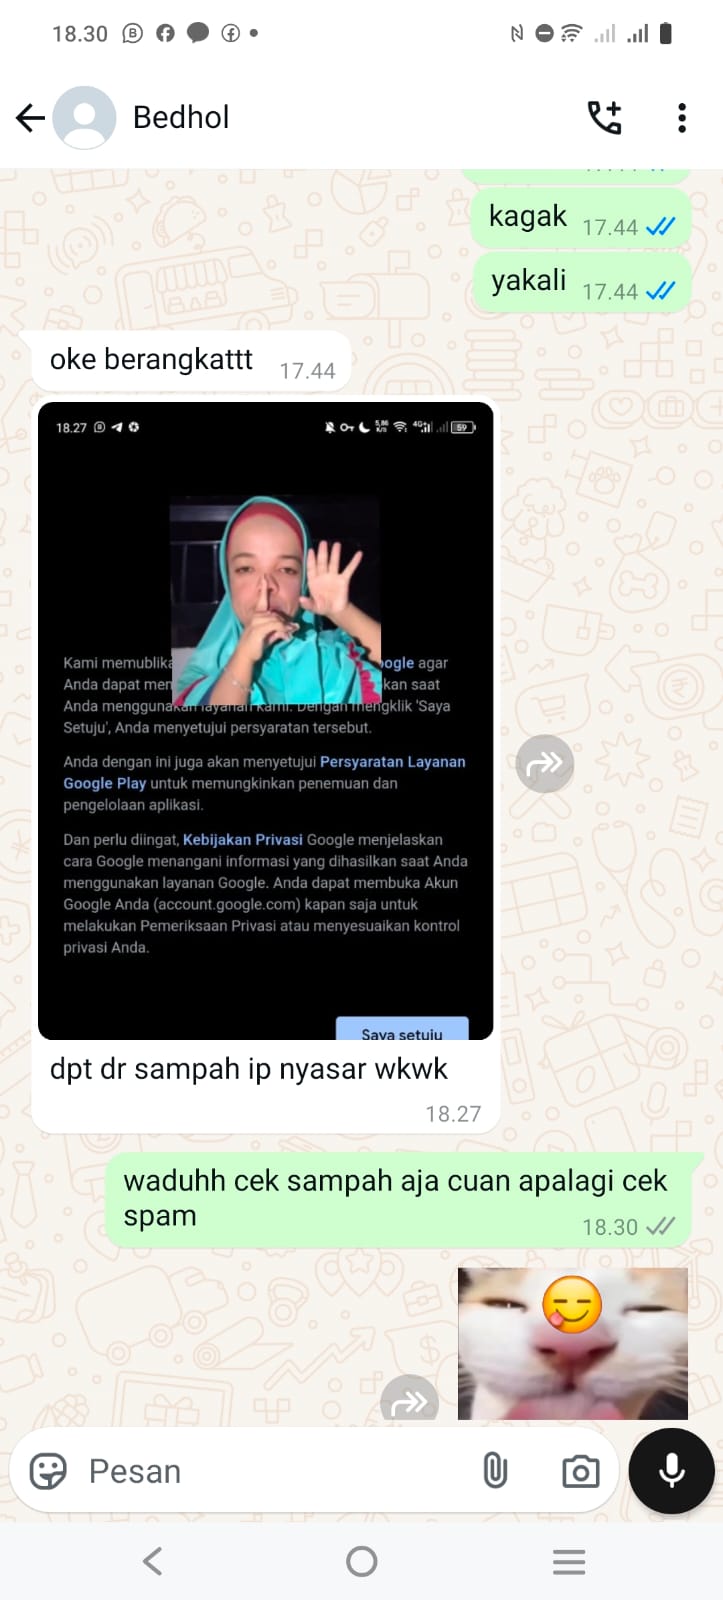 18.30
Bedhol
kagak 17.44
yakali 17.44
oke berangkattt 17.44
18.27
5,86
K/s
4G
59
Kami memublika oogle agar
Anda dapat men kan saat
Anda menggunakan layanan kami. Dengan mengklik 'Saya
Setuju', Anda menyetujui persyaratan tersebut.
Anda dengan ini juga akan menyetujui Persyaratan Layanan
Google Play untuk memungkinkan penemuan dan
pengelolaan aplikasi.
Dan perlu diingat, Kebijakan Privasi Google menjelaskan
cara Google menangani informasi yang dihasilkan saat Anda
menggunakan layanan Google. Anda dapat membuka Akun
Google Anda (account.google.com) kapan saja untuk
melakukan Pemeriksaan Privasi atau menyesuaikan kontrol
privasi Anda.
Saya setuju
dpt dr sampah ip nyasar wkwk
18.27
waduhh cek sampah aja cuan apalagi cek
spam 18.30
Pesan